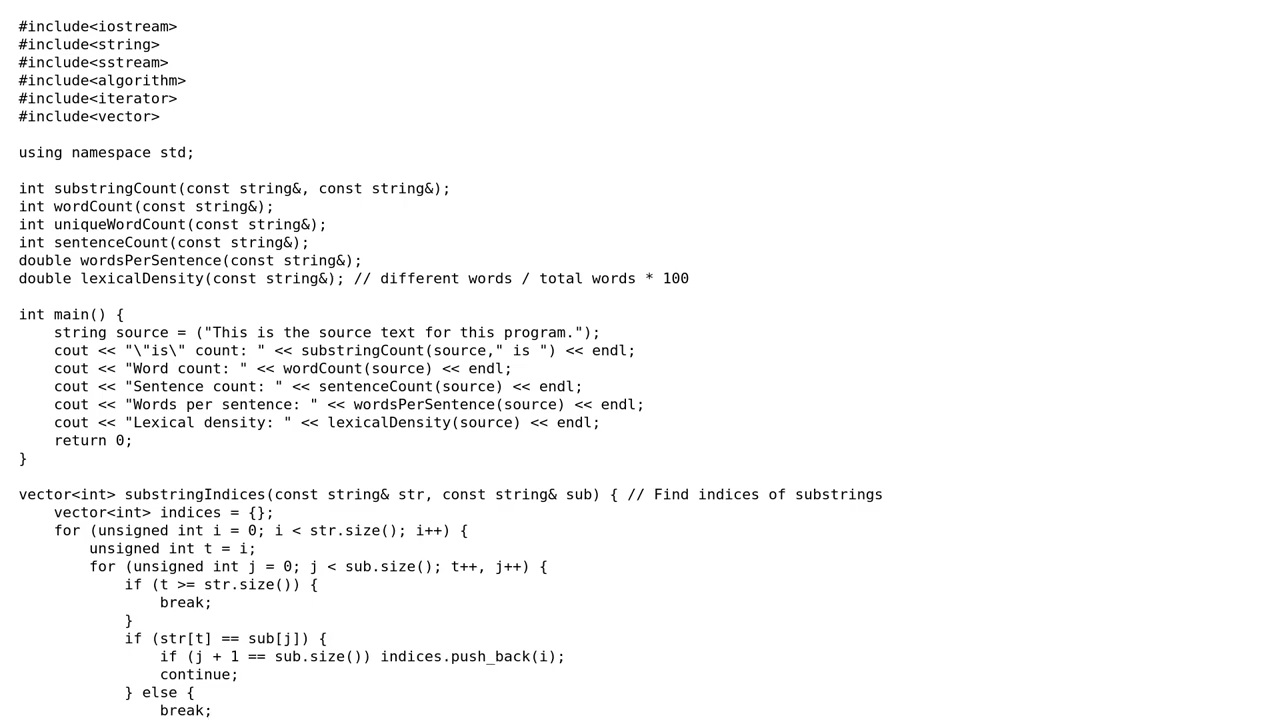 #include<iostream>
#include<string>
#include<sstream>
#include<algorithm>
#include<iterator>
#include<vector>

using namespace std;

int substringCount(const string&, const string&);
int wordCount(const string&);
int uniqueWordCount(const string&);
int sentenceCount(const string&);
double wordsPerSentence(const string&);
double lexicalDensity(const string&); // different words / total words * 100

int main() {
    string source = ("This is the source text for this program.");
    cout << "\"is\" count: " << substringCount(source," is ") << endl;
    cout << "Word count: " << wordCount(source) << endl;
    cout << "Sentence count: " << sentenceCount(source) << endl;
    cout << "Words per sentence: " << wordsPerSentence(source) << endl;
    cout << "Lexical density: " << lexicalDensity(source) << endl;
    return 0;
}

vector<int> substringIndices(const string& str, const string& sub) { // Find indices of substrings
    vector<int> indices = {};
    for (unsigned int i = 0; i < str.size(); i++) {
        unsigned int t = i;
        for (unsigned int j = 0; j < sub.size(); t++, j++) {
            if (t >= str.size()) {
                break;
            }
            if (str[t] == sub[j]) {
                if (j + 1 == sub.size()) indices.push_back(i);
                continue;
            } else {
                break;